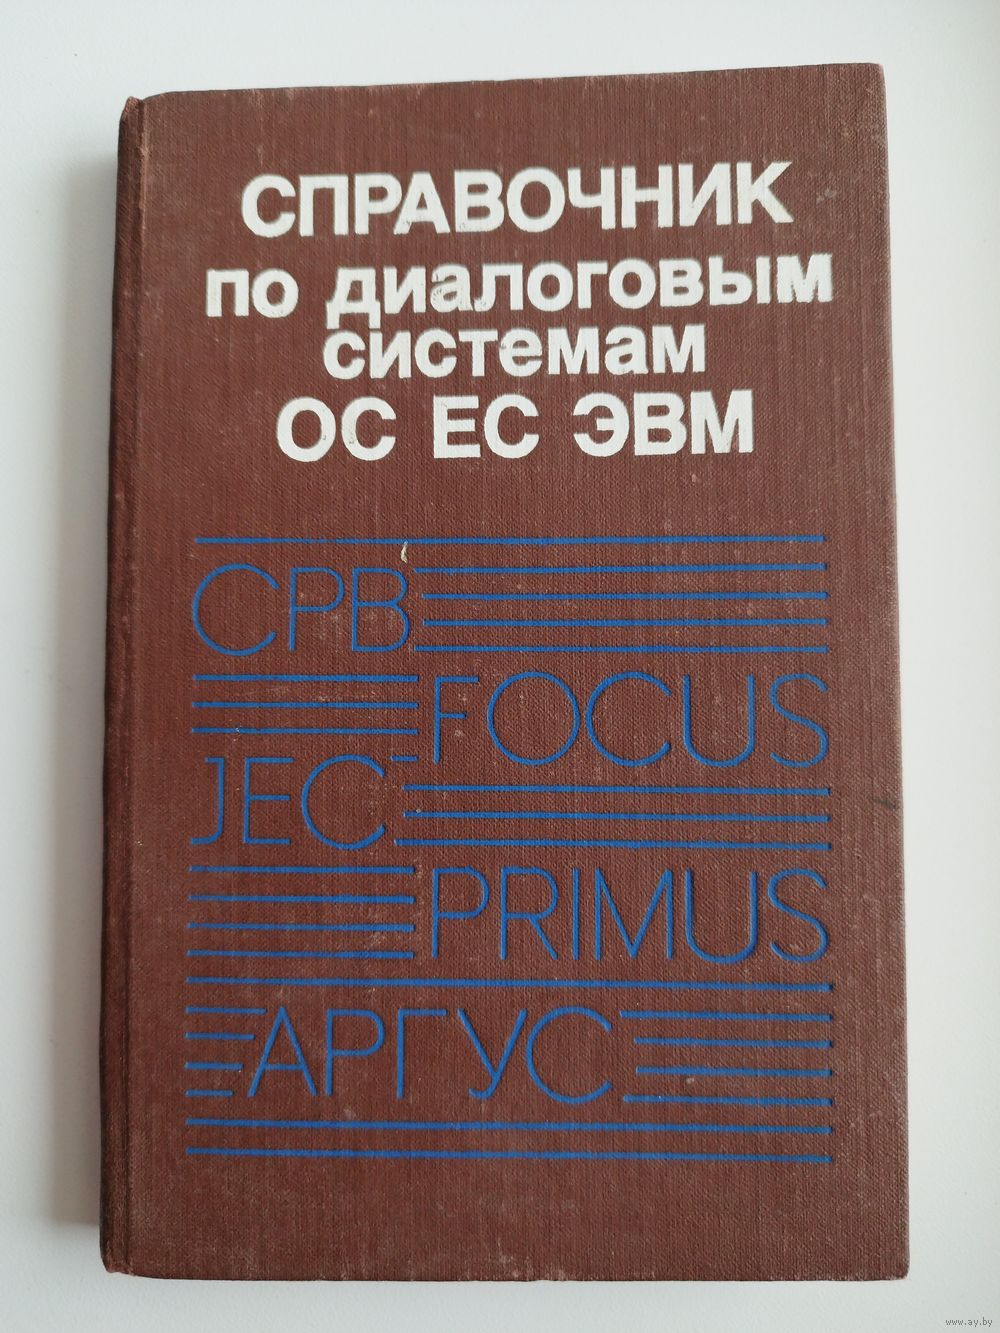 СПРАВОЧНИК
по диалоговым
системам
ОС ЕС ЭВМ
СРВ
FOCUS
JEC
PRIMUS
АРГУС
www.ay.by